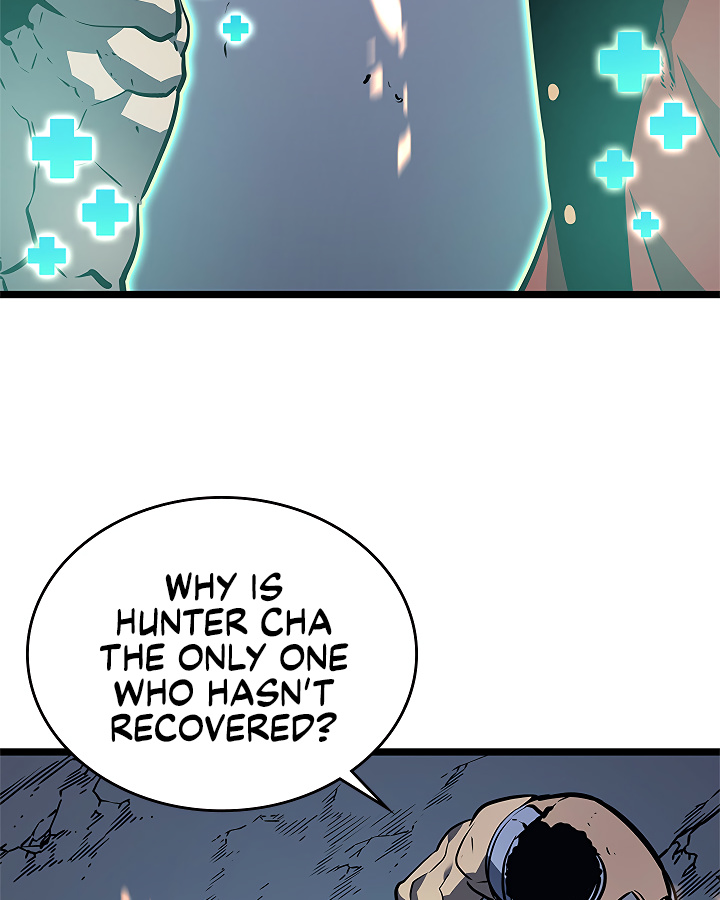 WHY IS
HUNTER CHA
THE ONLY ONE
WHO HASN'T
RECOVERED?